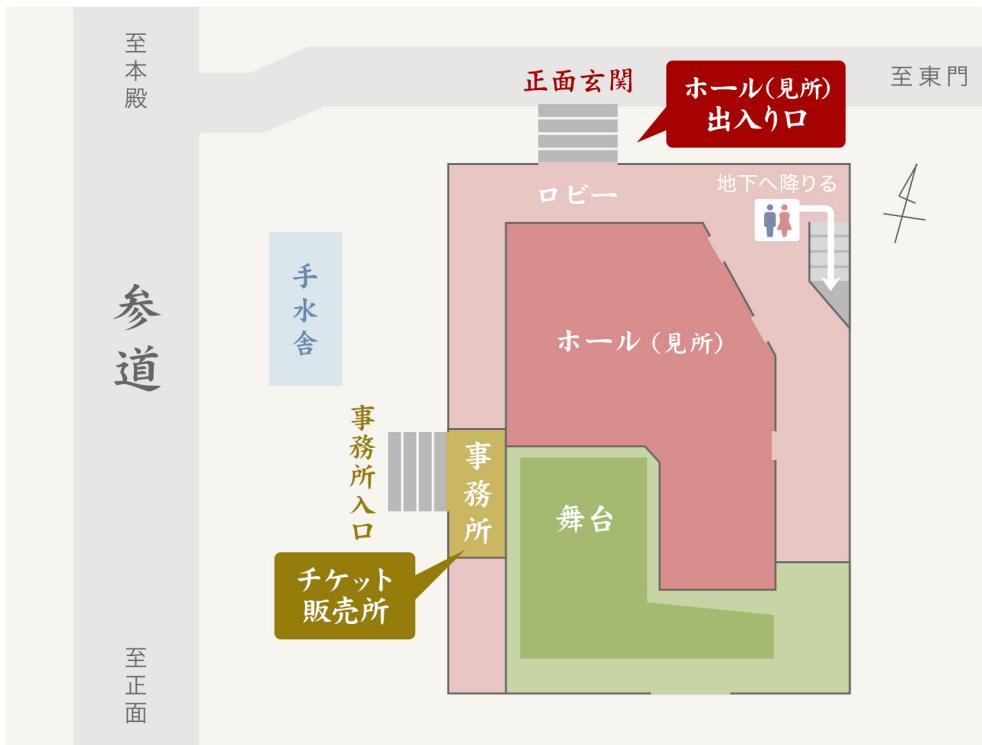 至本殿
参道
至正面
正面玄関
ホール(見所)
出入り口
至東門
ロビー
地下へ降りる
手水舎
ホール(見所)
事務所入口
事務所
舞台
チケット
販売所